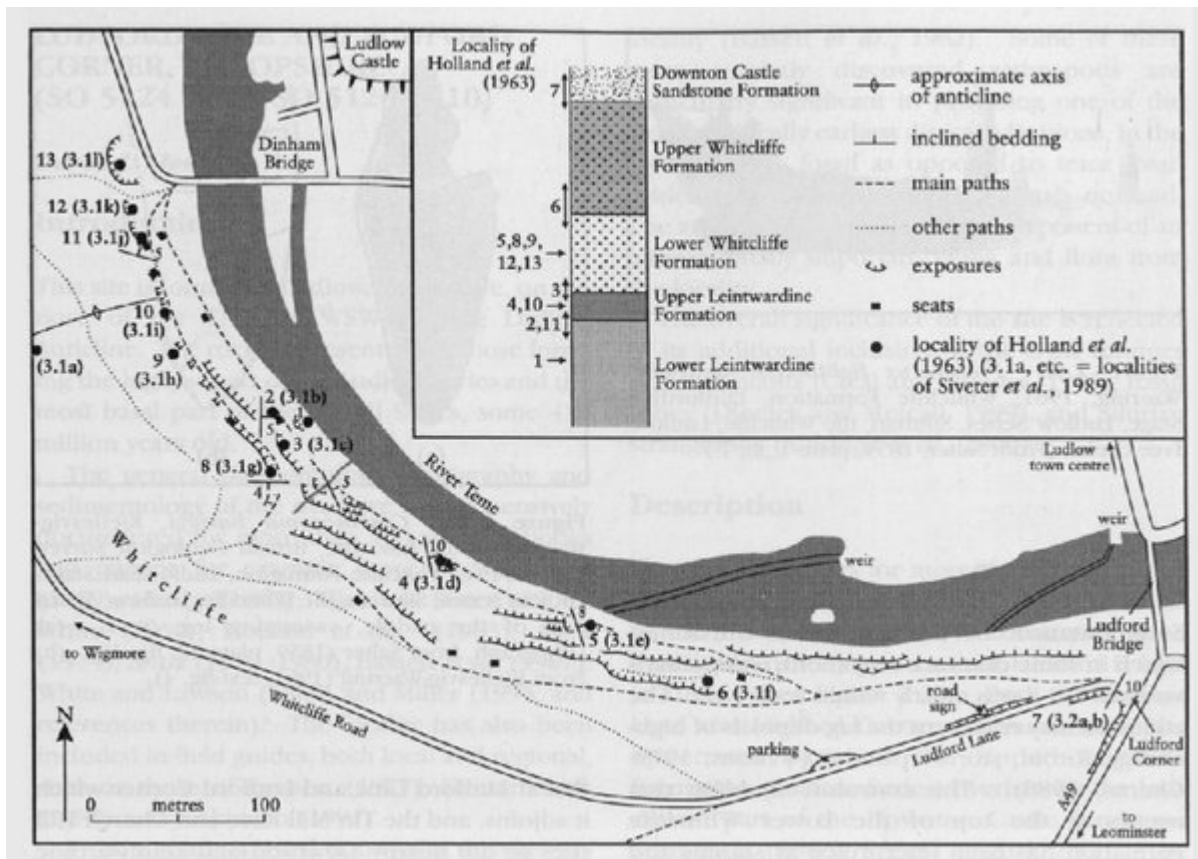 Ludlow
Castle
Dinham
Bridge
Locality of
Holland et al.
(1963)
7
6
5,8,9,
12,13
3
4,10
2,11
1
Downton Castle
Sandstone Formation
Upper Whitcliffe
Formation
Lower Whitcliffe
Formation
Upper Leintwardine
Formation
Lower Leintwardine
Formation
approximate axis
of anticline
inclined bedding
main paths
other paths
exposures
seats
locality of Holland et al.
(1963) (3.1a, etc. = localities
of Siveter et al., 1989)
13 (3.1l)
12 (3.1k)
11 (3.1j)
10
(3.1i)
(3.1a)
9
(3.1h)
2 (3.1b)
5
3 (3.1c)
8 (3.1g)
4
5
River Teme
10
4 (3.1d)
Whitcliffe
8
5 (3.1e)
6 (3.1f)
weir
weir
Ludlow
town centre
Ludford
Bridge
road
sign
10
7 (3.2a,b)
Ludford
Corner
Ludford Lane
parking
Whitcliffe Road
to Wigmore
A49
to
Leominster
N
0 metres 100